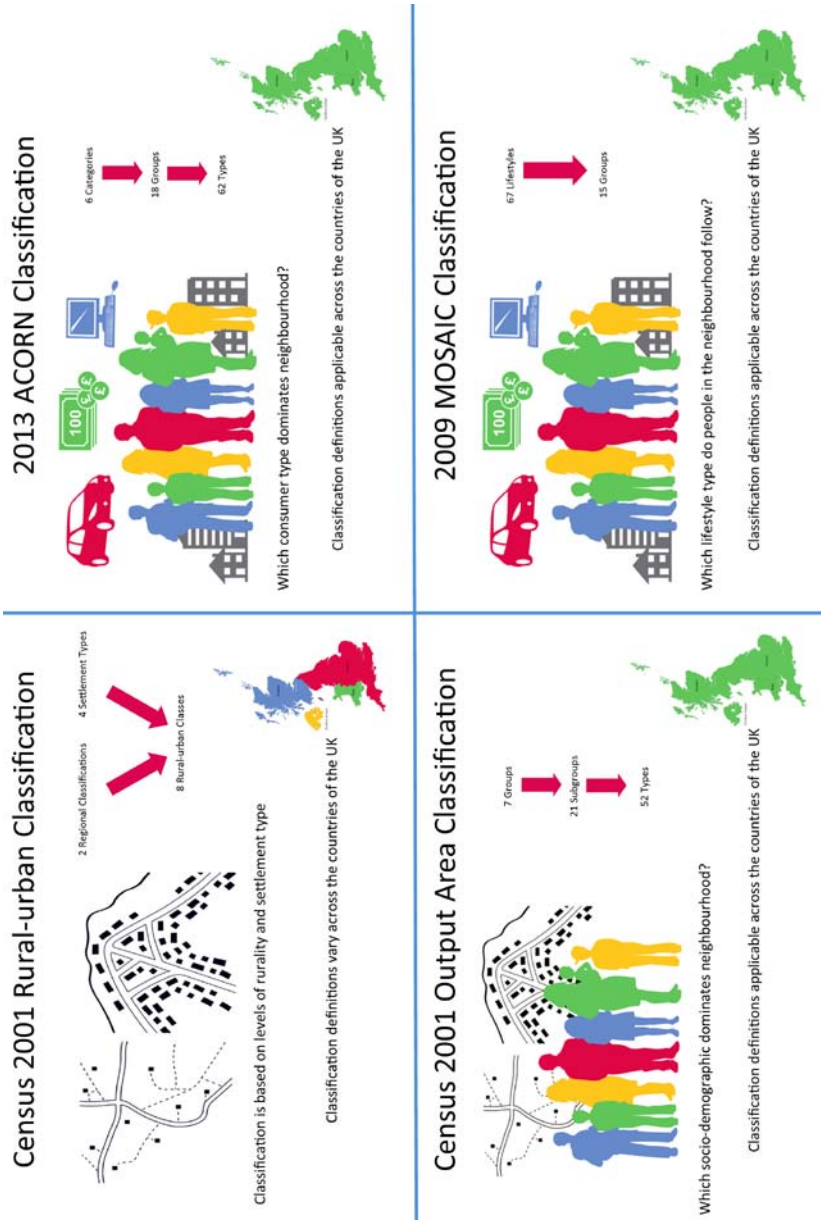 Census 2001 Rural-urban Classification
2 Regional Classifications
4 Settlement Types
8 Rural-urban Classes
Classification is based on levels of rurality and settlement type
Classification definitions vary across the countries of the UK
2013 ACORN Classification
100
£
£
£
6 Categories
18 Groups
62 Types
Which consumer type dominates neighbourhood?
Classification definitions applicable across the countries of the UK
Census 2001 Output Area Classification
7 Groups
21 Subgroups
52 Types
Which socio-demographic dominates neighbourhood?
Classification definitions applicable across the countries of the UK
2009 MOSAIC Classification
100
£
£
£
67 Lifestyles
15 Groups
Which lifestyle type do people in the neighbourhood follow?
Classification definitions applicable across the countries of the UK